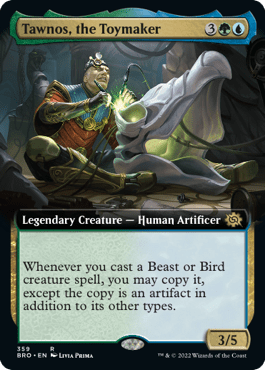 Tawnos, the Toymaker 3
Legendary Creature — Human Artificer
Whenever you cast a Beast or Bird
creature spell, you may copy it,
except the copy is an artifact in
addition to its other types.
3/5
359 R
BRO • EN LIVIA PRIMA ™ & © 2022 Wizards of the Coast